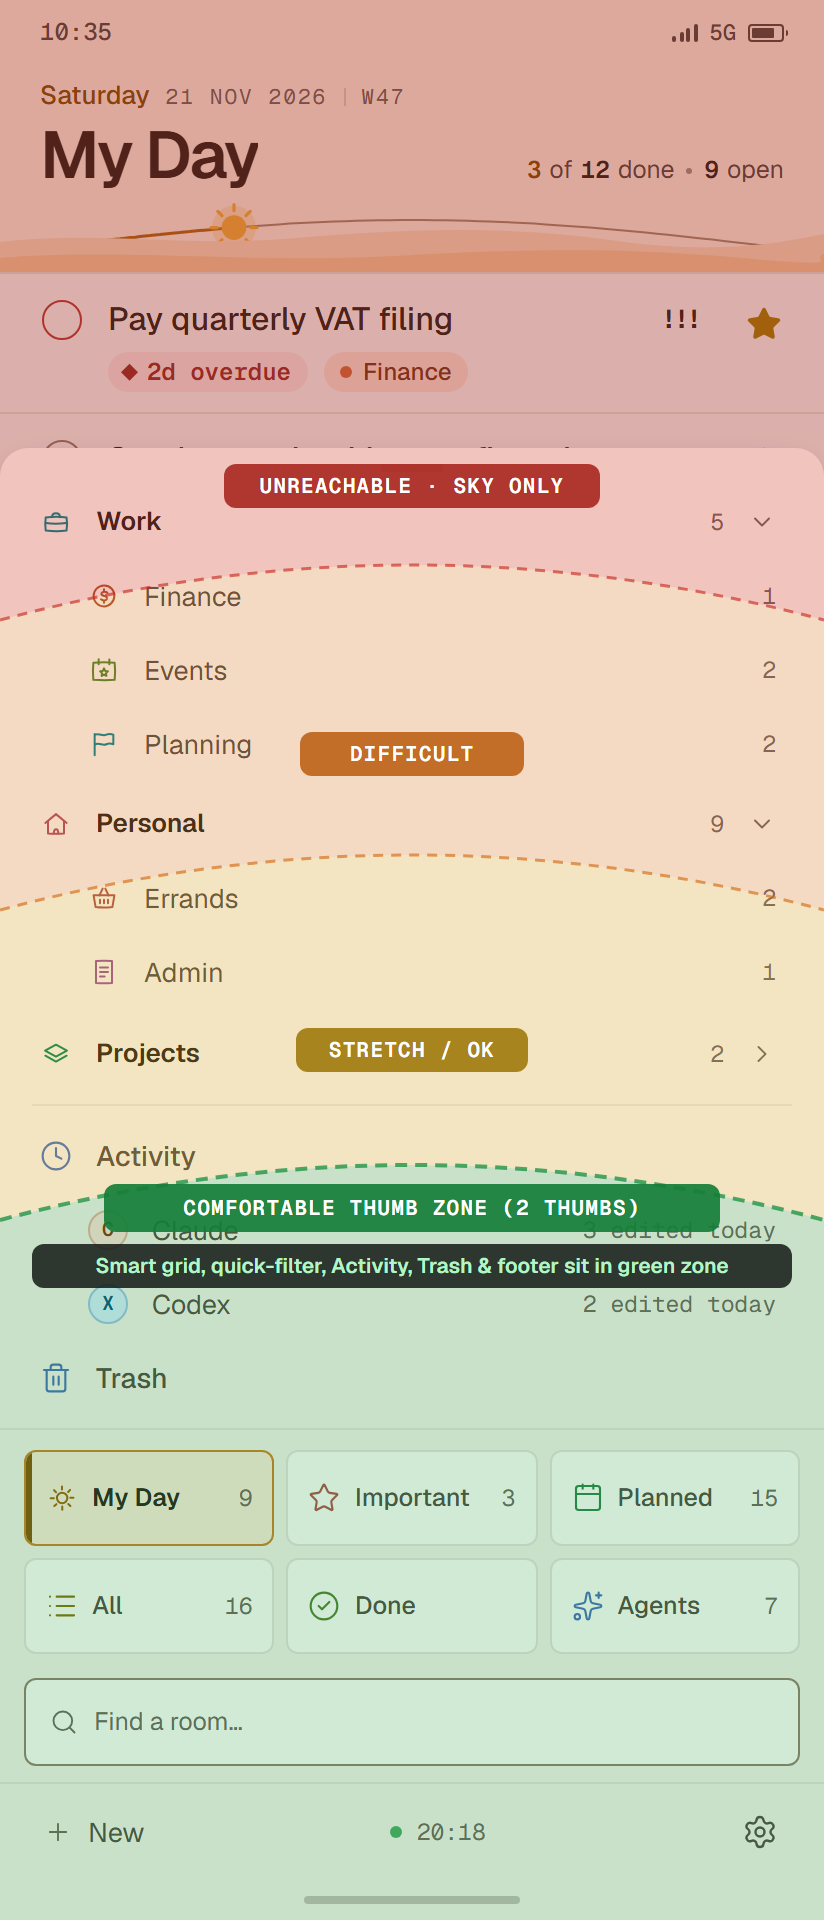 10:35 5G
Saturday 21 NOV 2026 | W47
My Day
3 of 12 done • 9 open
Pay quarterly VAT filing !!!
2d overdue Finance
UNREACHABLE · SKY ONLY
Work 5
Finance 1
Events 2
Planning 2
DIFFICULT
Personal 9
Errands 2
Admin 1
Projects 2
STRETCH / OK
Activity
COMFORTABLE THUMB ZONE (2 THUMBS)
C Claude 3 edited today
Smart grid, quick-filter, Activity, Trash & footer sit in green zone
X Codex 2 edited today
Trash
My Day 9 Important 3 Planned 15
All 16 Done Agents 7
Find a room...
+ New 20:18